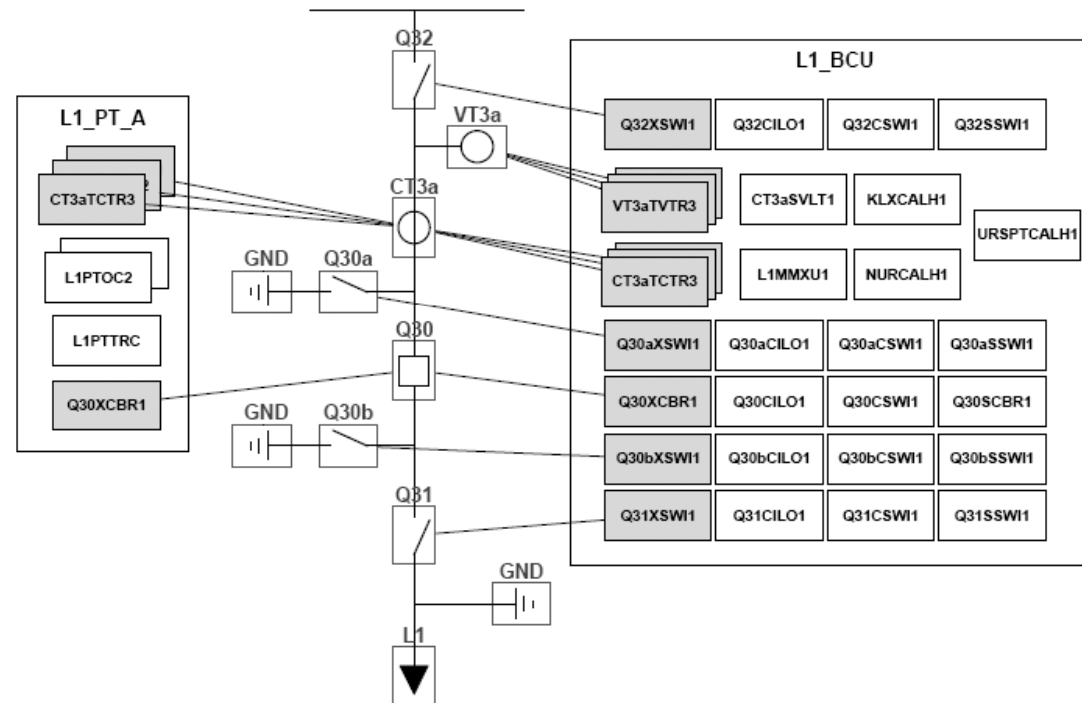 Q32
L1_BCU
L1_PT_A
VT3a
Q32XSWI1 Q32CILO1 Q32CSWI1 Q32SSWI1
CT3aTCTR3
CT3a
VT3aTVTR3 CT3aSVLT1 KLXCALH1
URSPTCALH1
L1PTOC2
GND Q30a
CT3aTCTR3 L1MMXU1 NURCALH1
L1PTTRC
Q30
Q30aXSWI1 Q30aCILO1 Q30aCSWI1 Q30aSSWI1
Q30XCBR1
Q30XCBR1 Q30CILO1 Q30CSWI1 Q30SCBR1
GND Q30b
Q30bXSWI1 Q30bCILO1 Q30bCSWI1 Q30bSSWI1
Q31
Q31XSWI1 Q31CILO1 Q31CSWI1 Q31SSWI1
GND
L1